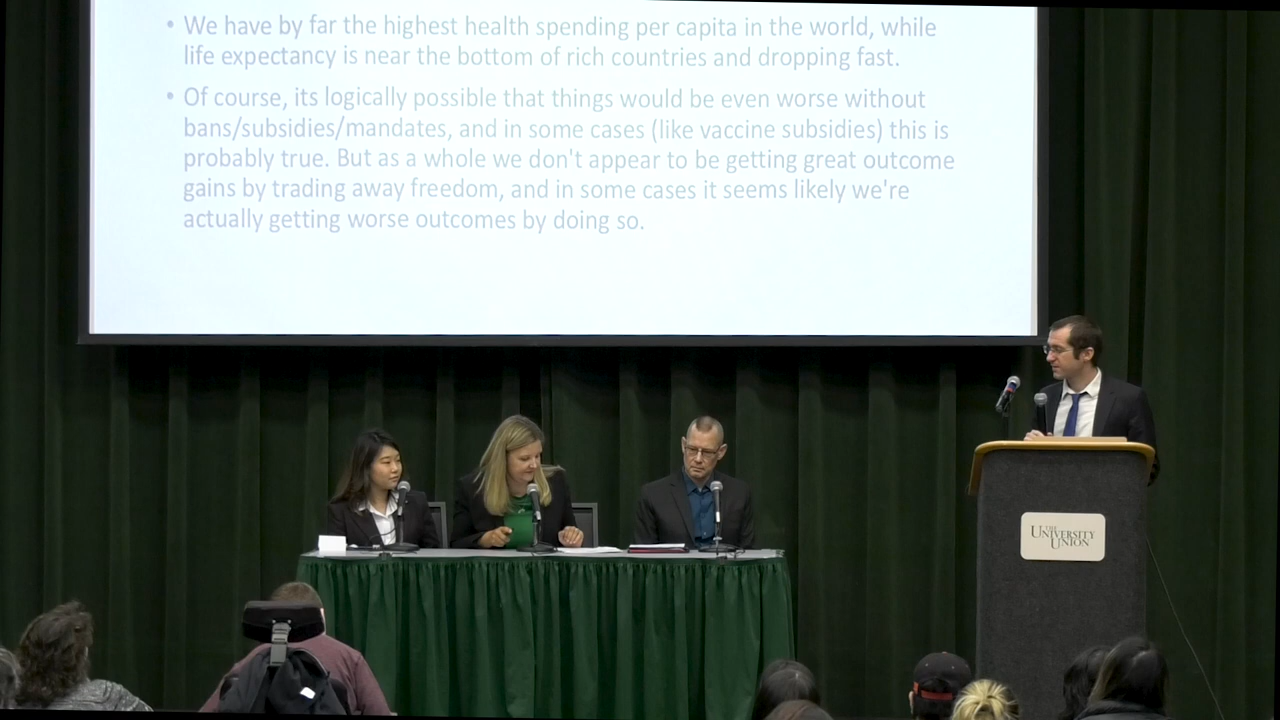 • We have by far the highest health spending per capita in the world, while
life expectancy is near the bottom of rich countries and dropping fast.
• Of course, its logically possible that things would be even worse without
bans/subsidies/mandates, and in some cases (like vaccine subsidies) this is
probably true. But as a whole we don't appear to be getting great outcome
gains by trading away freedom, and in some cases it seems likely we're
actually getting worse outcomes by doing so.
THE
UNIVERSITY
UNION